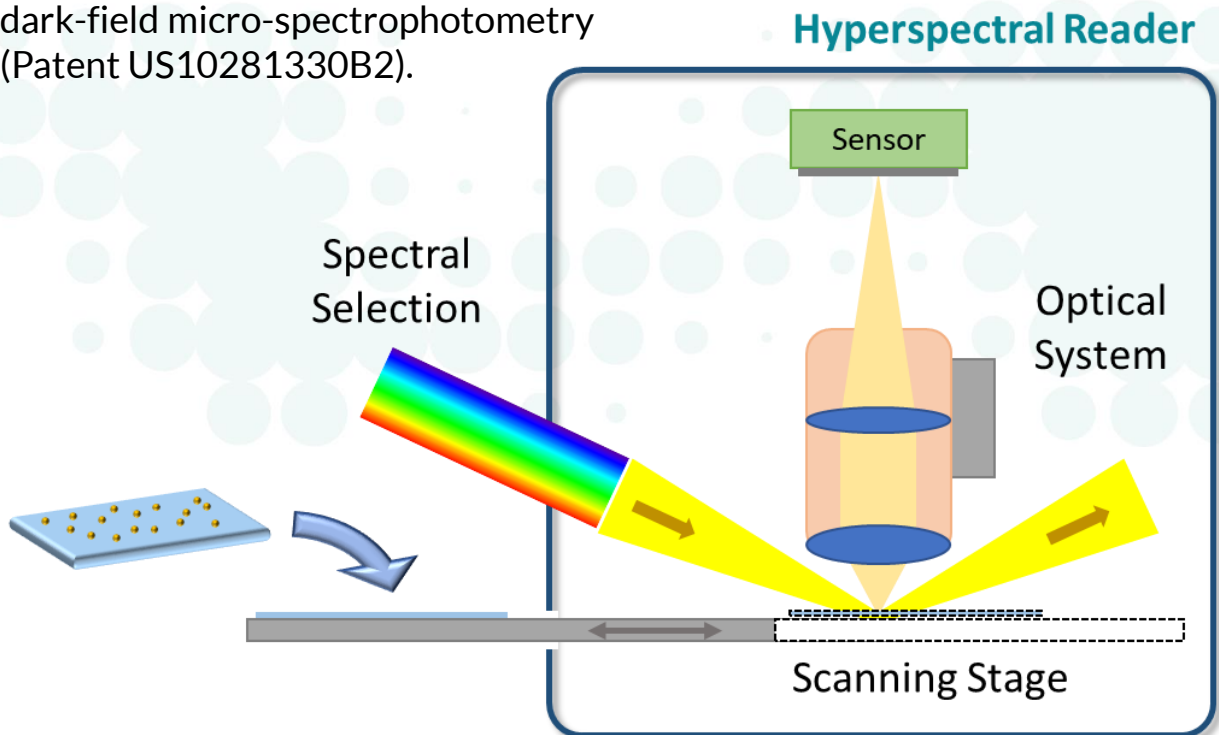 dark-field micro-spectrophotometry
(Patent US10281330B2).
Hyperspectral Reader
Sensor
Spectral
Selection
Optical
System
Scanning Stage